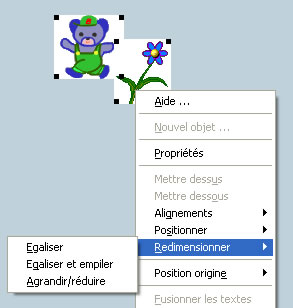 Aide ...
Nouvel objet ...
Propriétés
Mettre dessus
Mettre dessous
Alignements
Positionner
Redimensionner
Egaliser
Egaliser et empiler
Agrandir/réduire
Position origine
Fusionner les textes